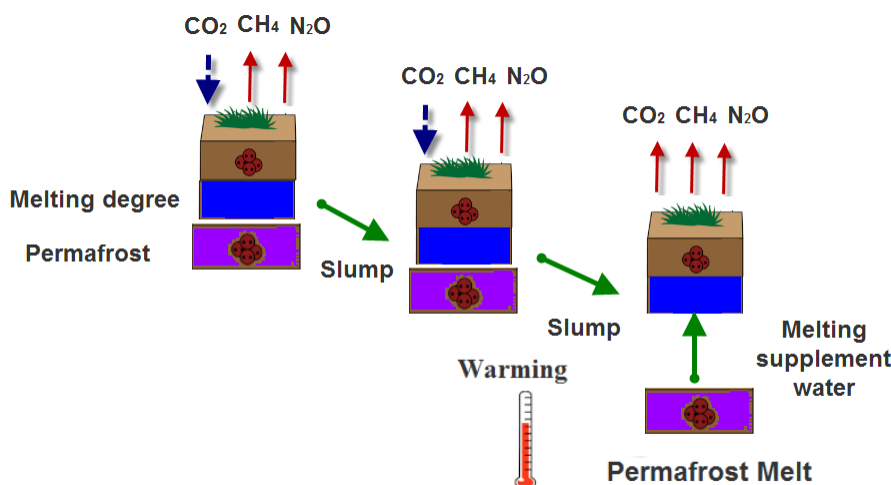 CO₂ CH₄ N₂O
CO₂ CH₄ N₂O
CO₂ CH₄ N₂O
Melting degree
Permafrost
Slump
Slump
Melting
supplement
water
Warming
Permafrost Melt